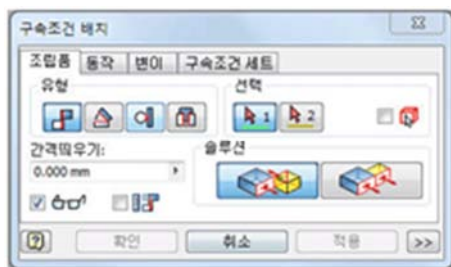 구속조건 배치
조립품 동작 변이 구속조건 세트
유형 선택
1 2
간격띄우기: 솔루션
0.000 mm
확인 취소 적용 >>